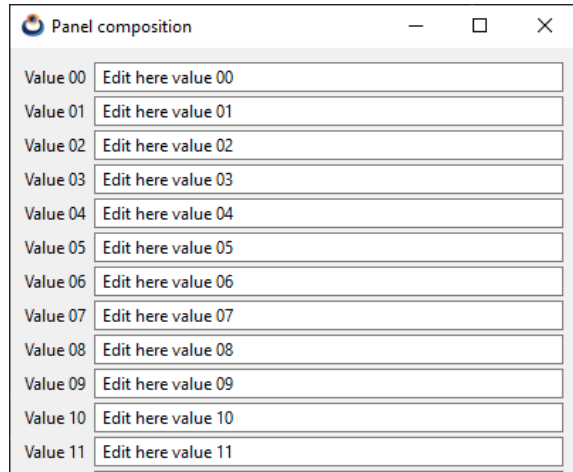 Panel composition
Value 00 Edit here value 00
Value 01 Edit here value 01
Value 02 Edit here value 02
Value 03 Edit here value 03
Value 04 Edit here value 04
Value 05 Edit here value 05
Value 06 Edit here value 06
Value 07 Edit here value 07
Value 08 Edit here value 08
Value 09 Edit here value 09
Value 10 Edit here value 10
Value 11 Edit here value 11